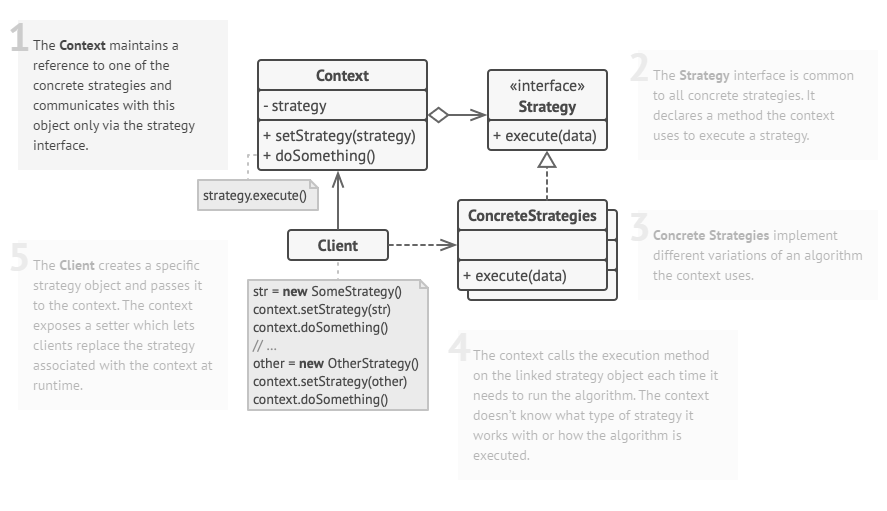 1
The Context maintains a
reference to one of the
concrete strategies and
communicates with this
object only via the strategy
interface.
Context
- strategy
+ setStrategy(strategy)
+ doSomething()
strategy.execute()
«interface»
Strategy
+ execute(data)
2
The Strategy interface is common
to all concrete strategies. It
declares a method the context
uses to execute a strategy.
Client
ConcreteStrategies
+ execute(data)
3
Concrete Strategies implement
different variations of an algorithm
the context uses.
5
The Client creates a specific
strategy object and passes it
to the context. The context
exposes a setter which lets
clients replace the strategy
associated with the context at
runtime.
str = new SomeStrategy()
context.setStrategy(str)
context.doSomething()
// ...
other = new OtherStrategy()
context.setStrategy(other)
context.doSomething()
4
The context calls the execution method
on the linked strategy object each time it
needs to run the algorithm. The context
doesn't know what type of strategy it
works with or how the algorithm is
executed.